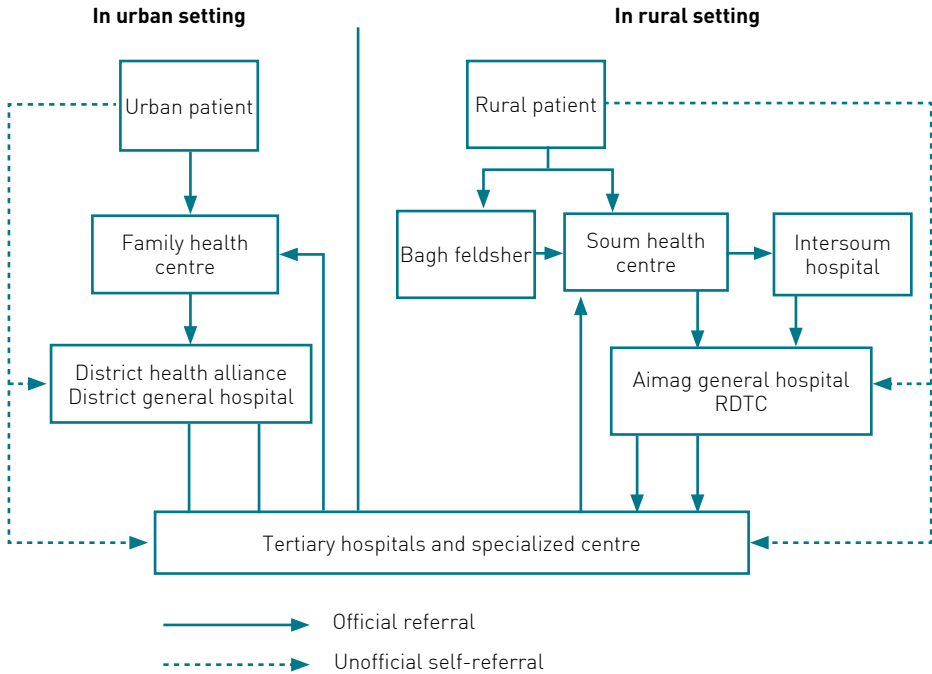 In urban setting
In rural setting
Urban patient
Rural patient
Family health
centre
Bagh feldsher
Soum health
centre
Intersoum
hospital
District health alliance
District general hospital
Aimag general hospital
RDTC
Tertiary hospitals and specialized centre
Official referral
Unofficial self-referral